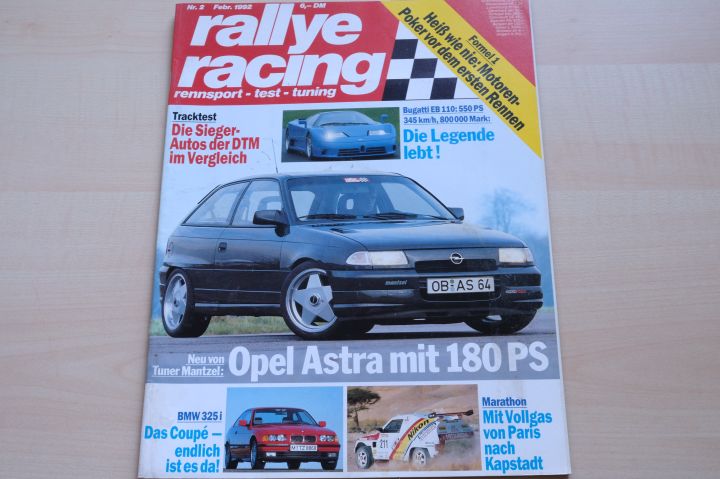 Nr. 2 Febr. 1992 6,– DM
rallye
racing
rennsport - test - tuning
Formel 1
Heiß wie nie: Motoren-
Poker vor dem ersten Rennen
Tracktest
Die Sieger-
Autos der DTM
im Vergleich
Bugatti EB 110: 550 PS
345 km/h, 800 000 Mark:
Die Legende
lebt!
mantzel
OB AS 64
Neu von
Tuner Mantzel:
Opel Astra mit 180 PS
BMW 325 i
Das Coupé –
endlich
ist es da!
211
Nikon
Marathon
Mit Vollgas
von Paris
nach
Kapstadt